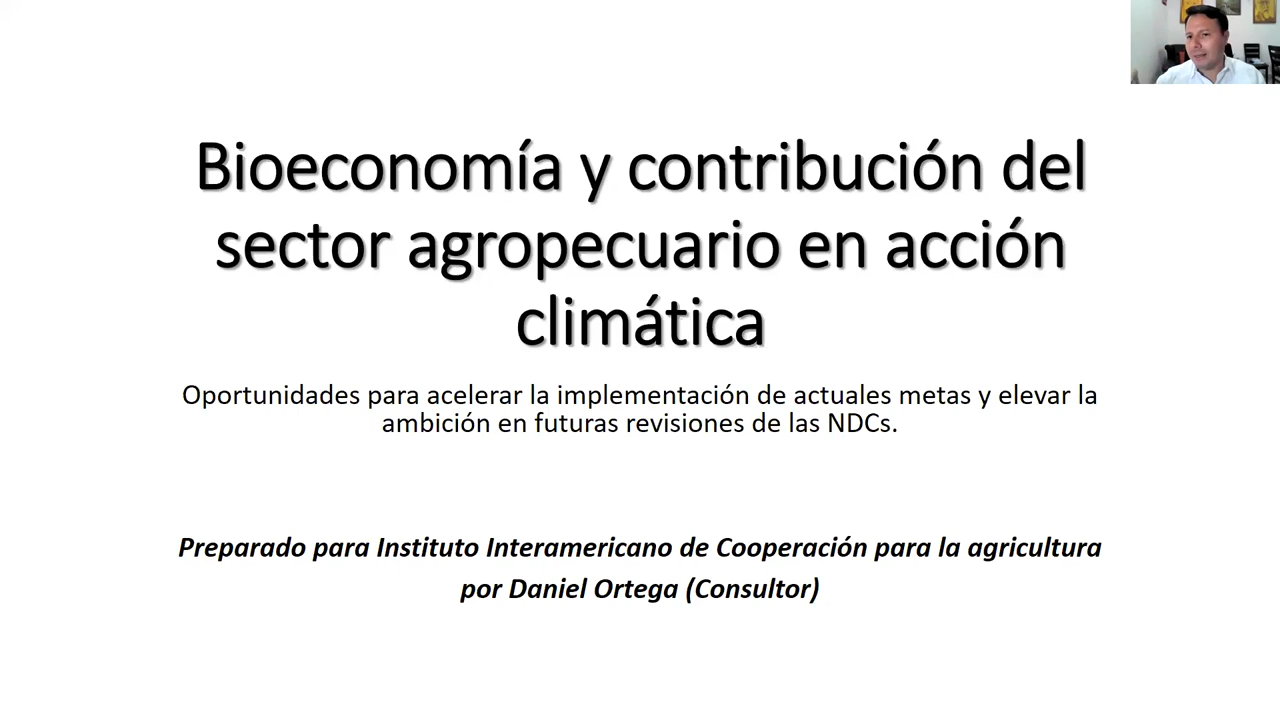 Bioeconomía y contribución del
sector agropecuario en acción
climática
Oportunidades para acelerar la implementación de actuales metas y elevar la
ambición en futuras revisiones de las NDCs.
Preparado para Instituto Interamericano de Cooperación para la agricultura
por Daniel Ortega (Consultor)